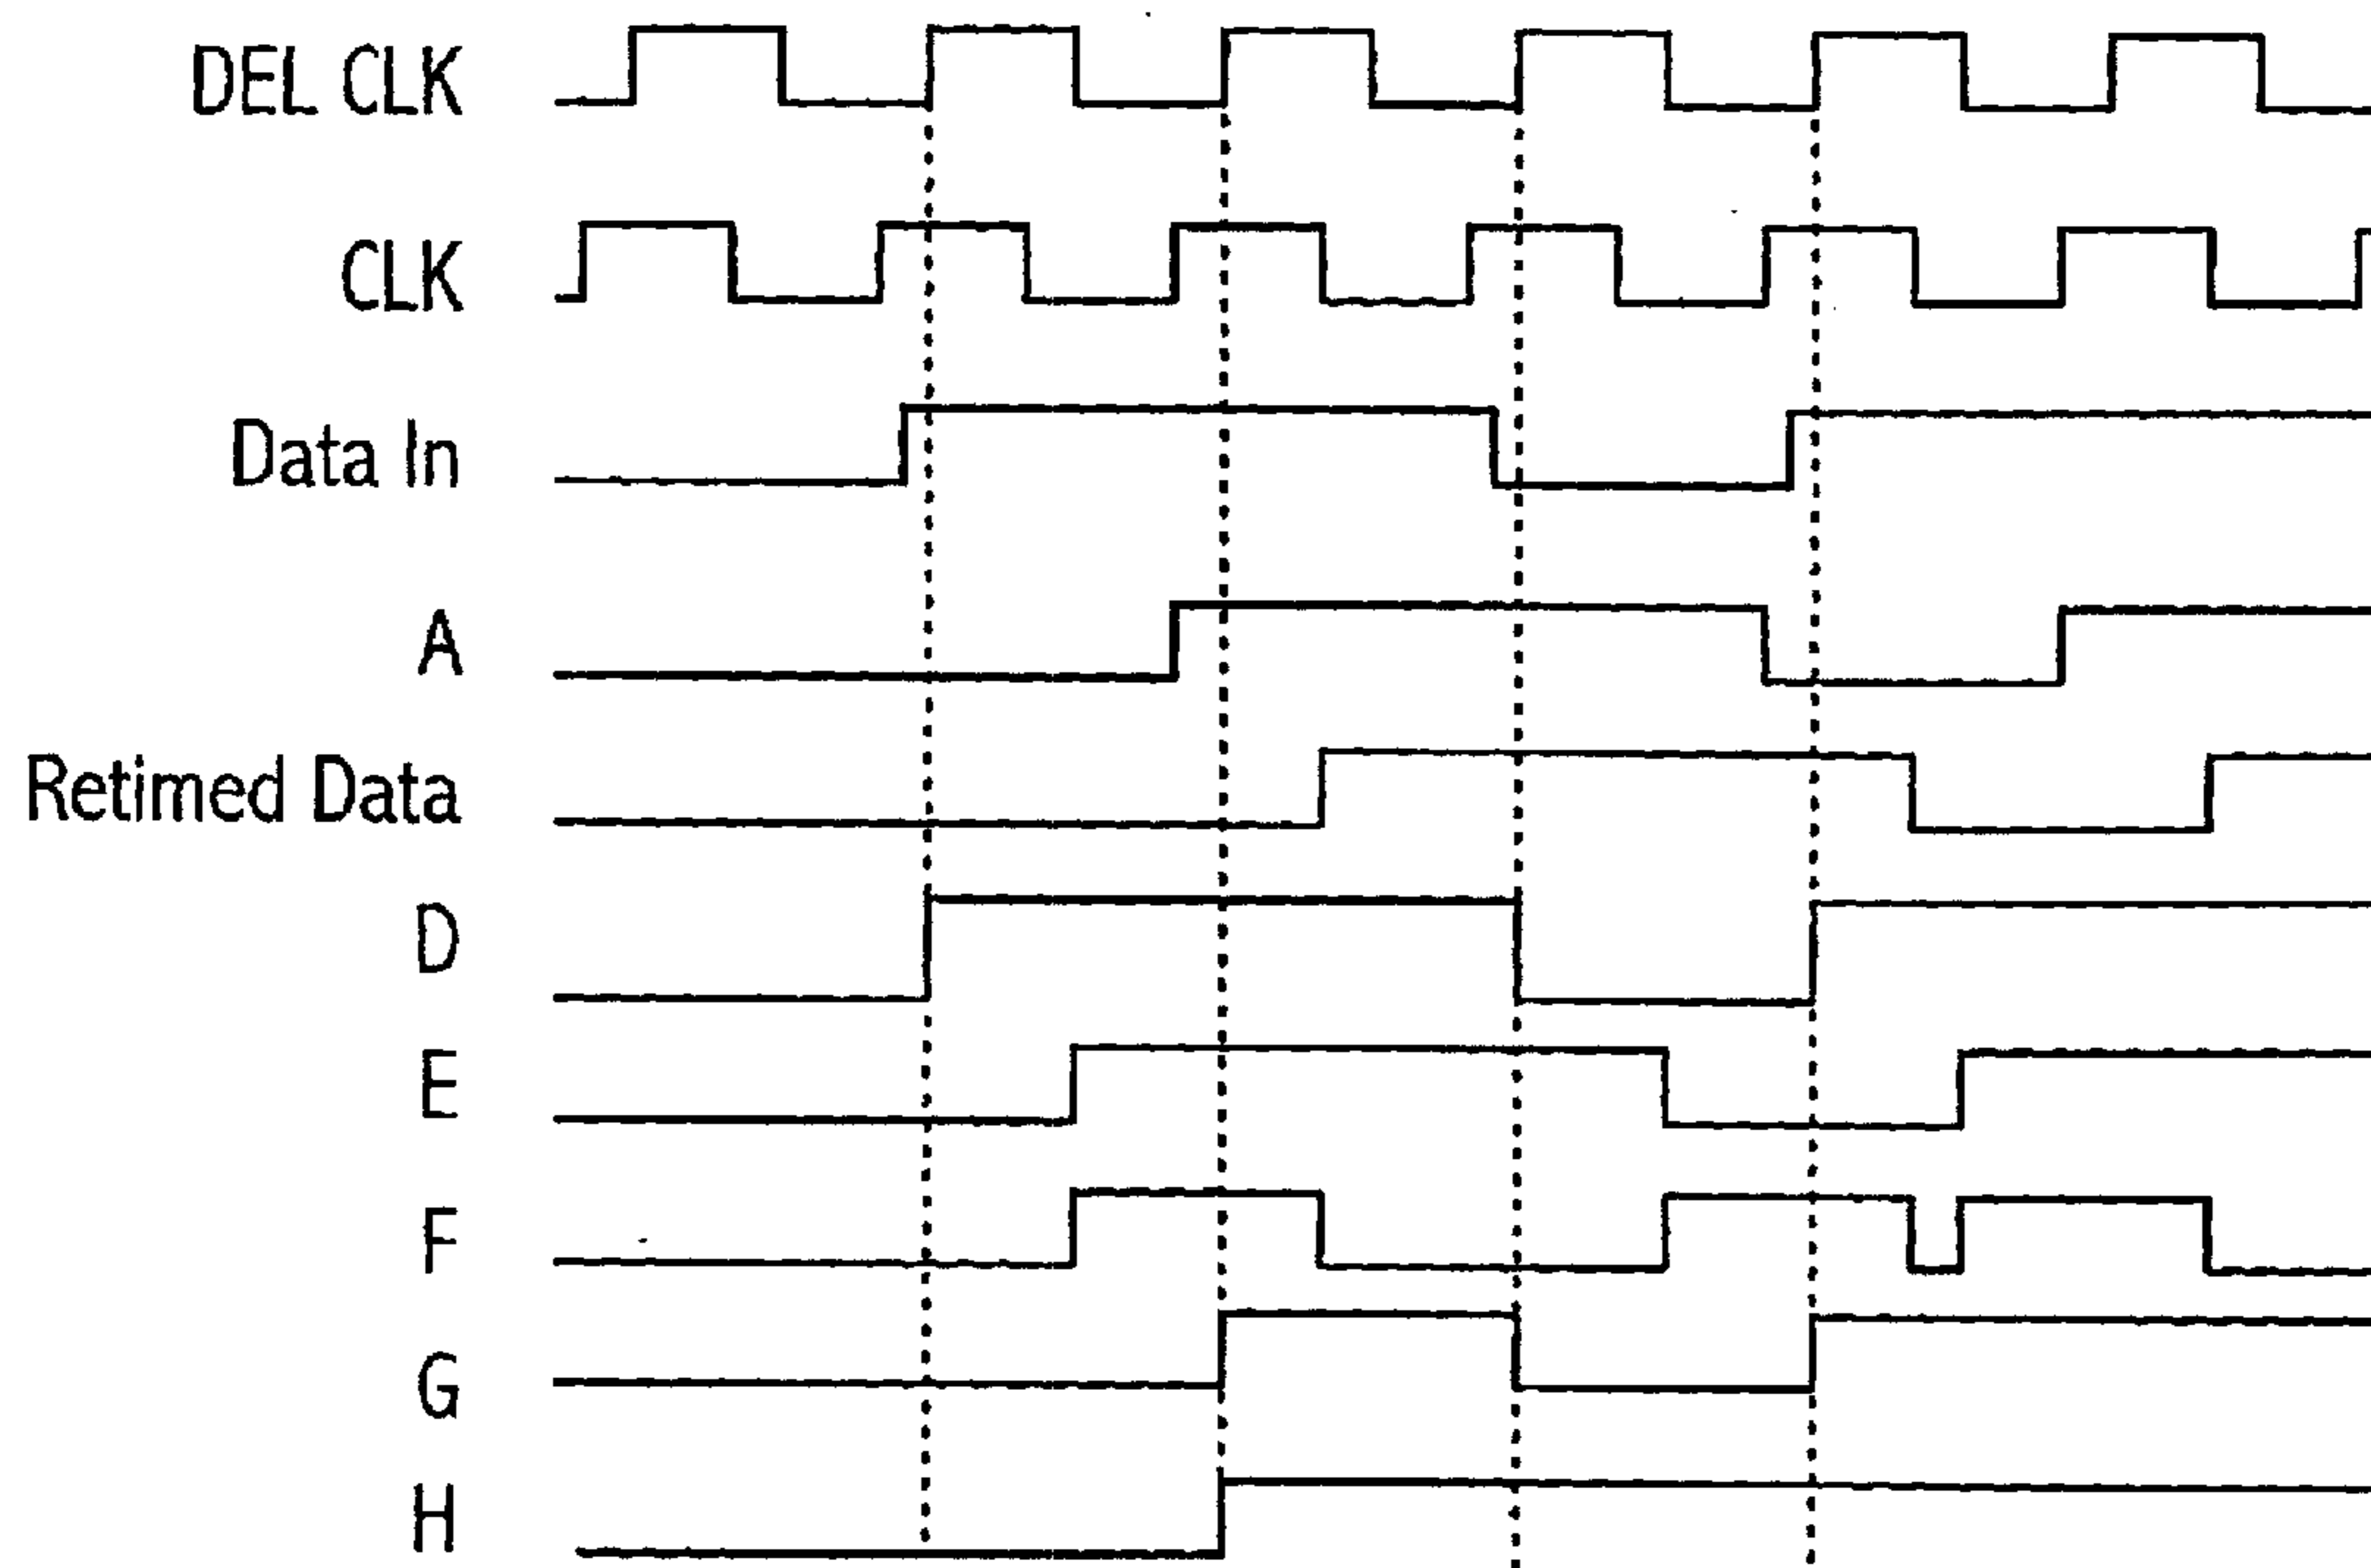 DEL CLK
CLK
Data In
A
Retimed Data
D
E
F
G
H